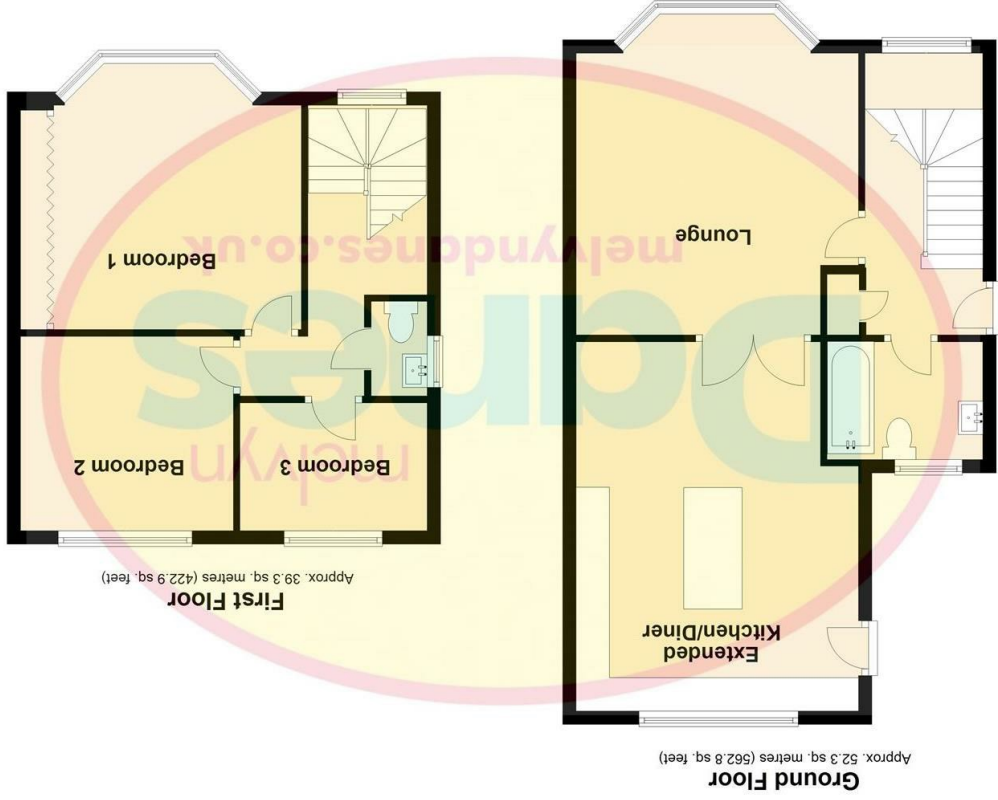 Ground Floor
Approx. 52.3 sq. metres (562.8 sq. feet)
Extended
Kitchen/Diner
Lounge
First Floor
Approx. 39.3 sq. metres (422.9 sq. feet)
Bedroom 3
Bedroom 2
Bedroom 1
melvyn
Danes
melvyndanes.co.uk